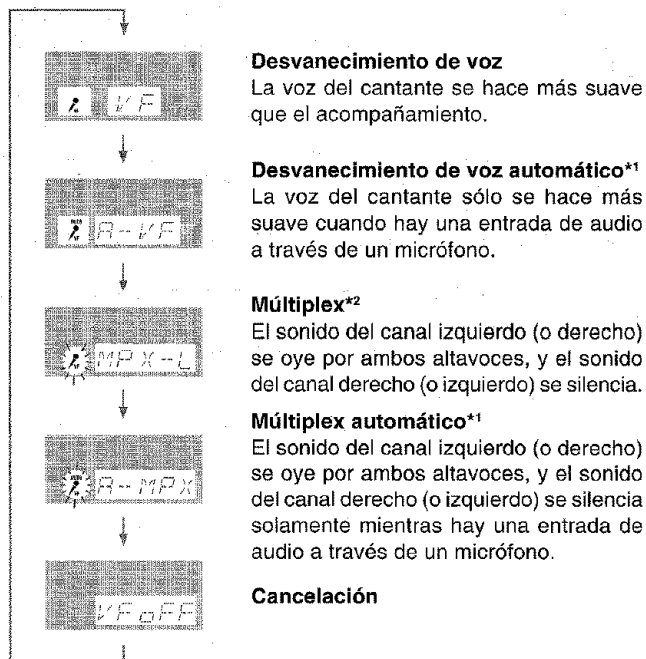 Desvanecimiento de voz
La voz del cantante se hace más suave
que el acompañamiento.
VF
Desvanecimiento de voz automático*1
La voz del cantante sólo se hace más
suave cuando hay una entrada de audio
a través de un micrófono.
A--VF
Múltiplex*2
El sonido del canal izquierdo (o derecho)
se oye por ambos altavoces, y el sonido
del canal derecho (o izquierdo) se silencia.
MPX-L
Múltiplex automático*1
El sonido del canal izquierdo (o derecho)
se oye por ambos altavoces, y el sonido
del canal derecho (o izquierdo) se silencia
solamente mientras hay una entrada de
audio a través de un micrófono.
A--MPX
Cancelación
VFoFF